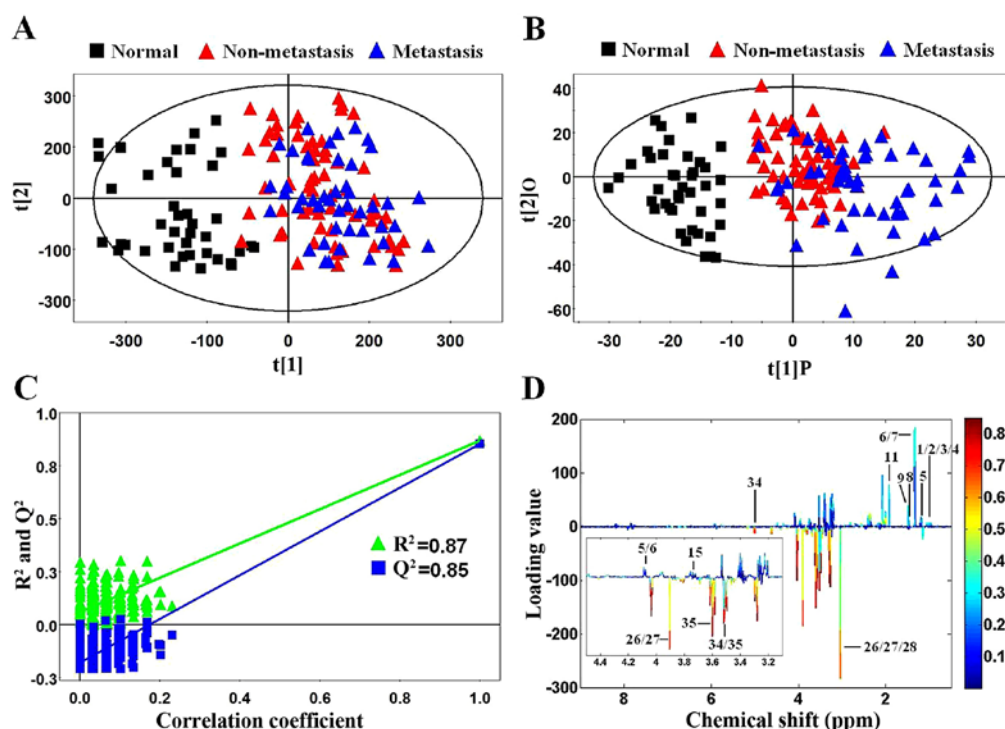 A
Normal Non-metastasis Metastasis
300
200
0
-100
-300
t[2]
-300 -100 0 100 300
t[1]
B
Normal Non-metastasis Metastasis
40
20
0
-20
-40
-60
t[2]O
-30 -20 -10 0 10 20 30
t[1]P
C
1.0
0.8
0.5
0.3
0.0
-0.3
R² and Q²
R²=0.87
Q²=0.85
0.0 0.2 0.4 0.6 0.8 1.0
Correlation coefficient
D
200
100
0
-100
-200
-300
Loading value
6/7
1/2/3/4
11
9 8 5
34
5/6
15
26/27
35
34/35
26/27/28
4.4 4.2 4 3.8 3.6 3.4 3.2
8 6 4 2
Chemical shift (ppm)
0.8
0.7
0.6
0.5
0.4
0.3
0.2
0.1